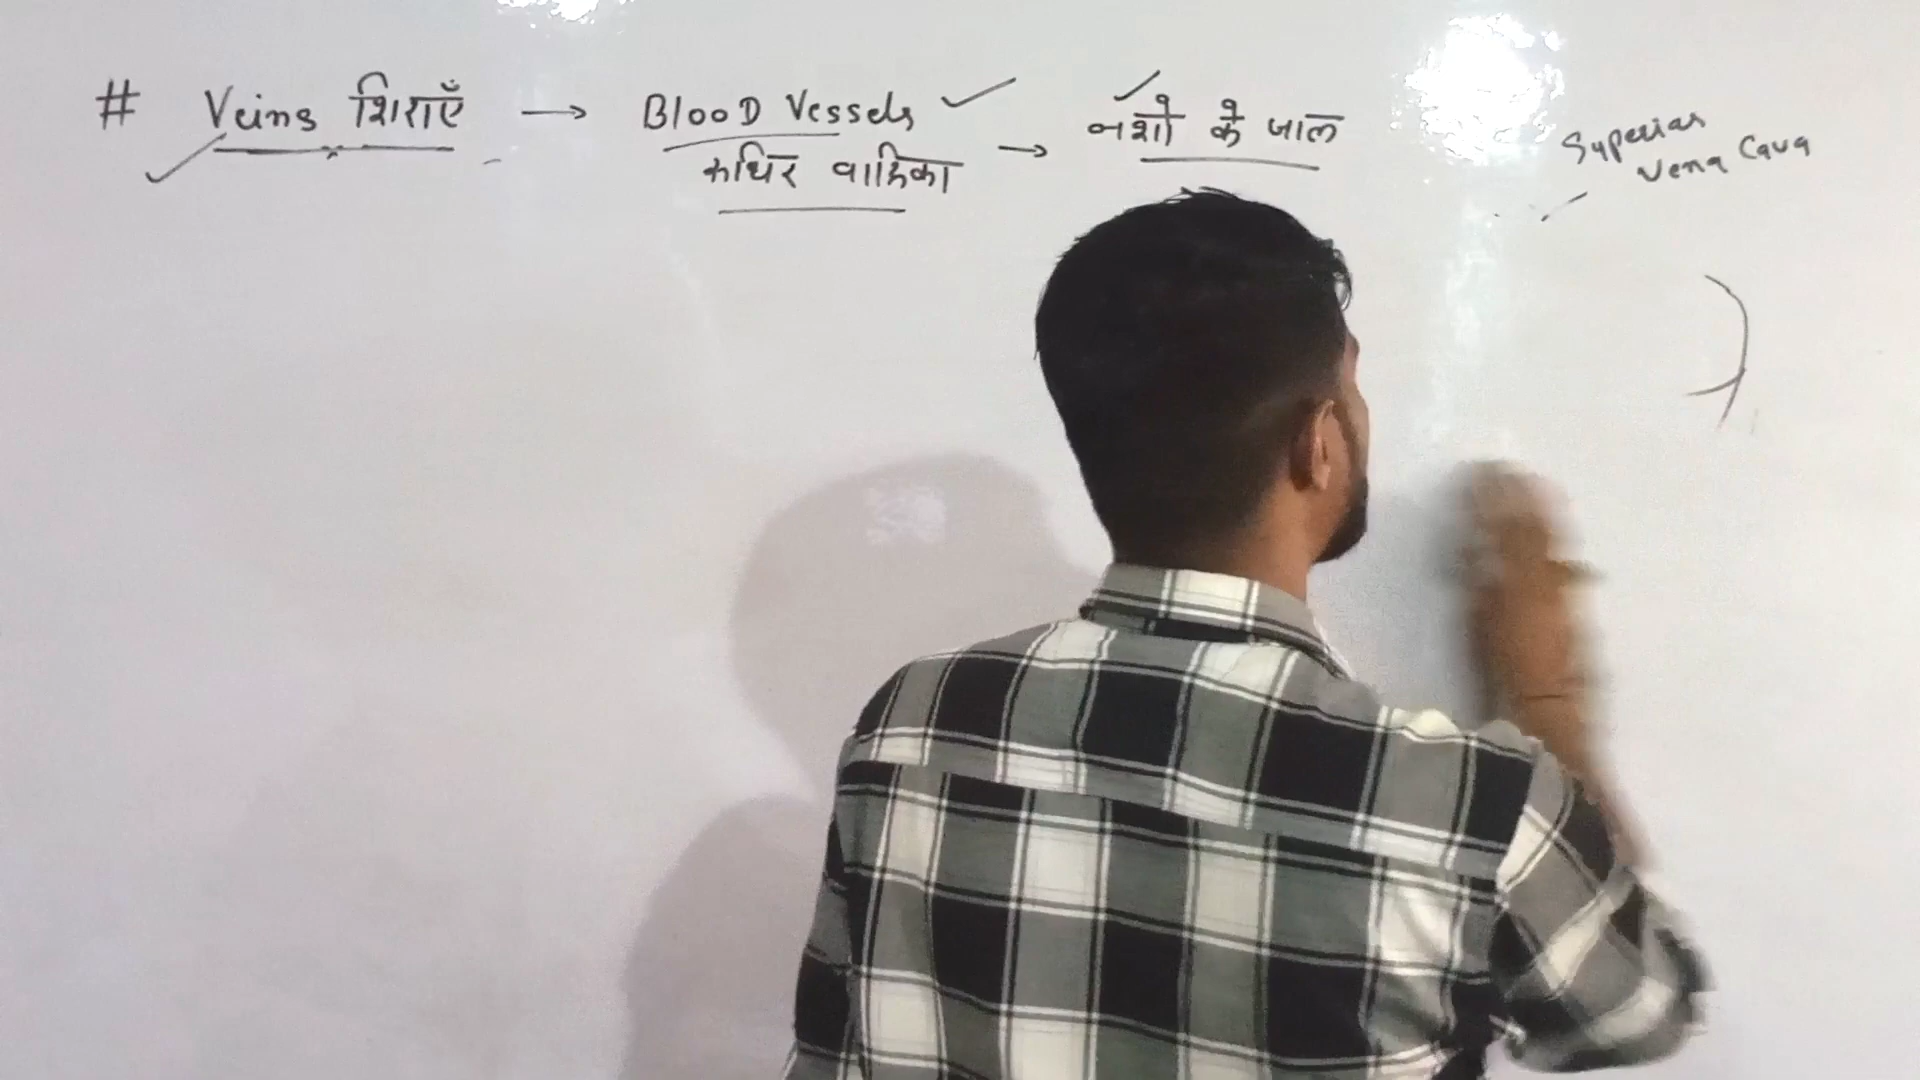 # Veins शिराएँ → Blood Vessels → नशो के जाल
रुधिर वाहिका
Superior
Vena Cava